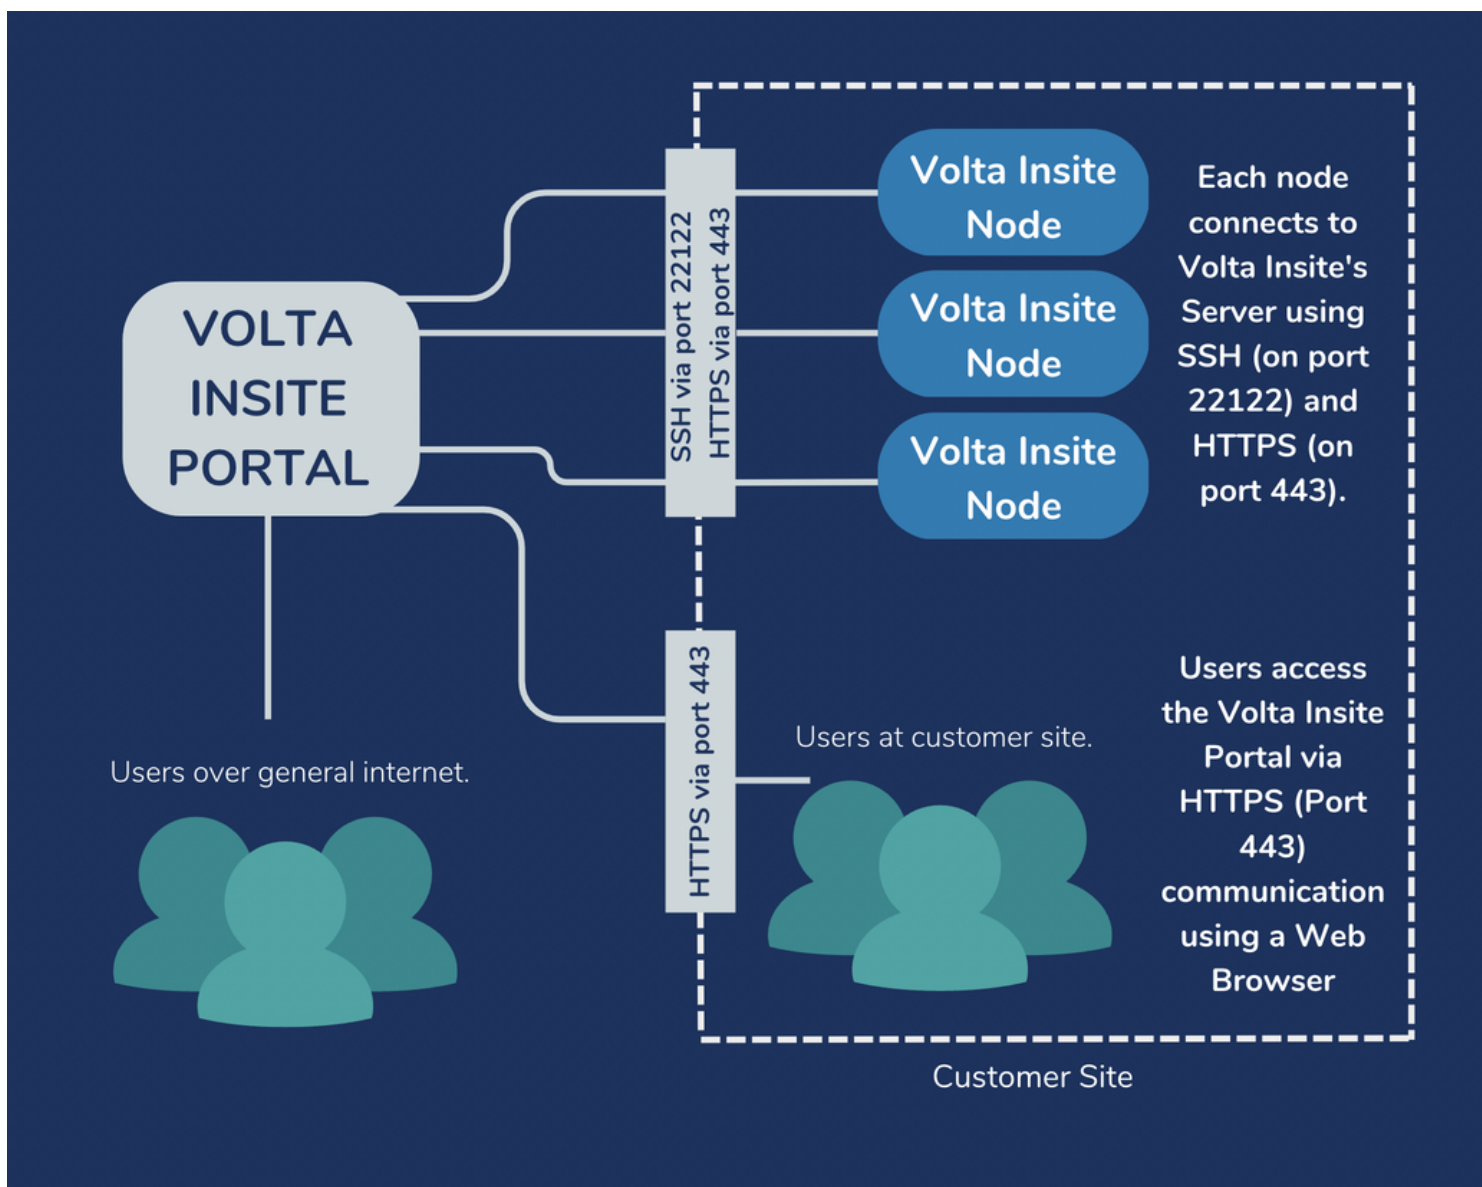 VOLTA
INSITE
PORTAL
SSH via port 22122
HTTPS via port 443
Volta Insite
Node
Volta Insite
Node
Volta Insite
Node
Each node
connects to
Volta Insite's
Server using
SSH (on port
22122) and
HTTPS (on
port 443).
HTTPS via port 443
Users over general internet.
Users at customer site.
Users access
the Volta Insite
Portal via
HTTPS (Port
443)
communication
using a Web
Browser
Customer Site